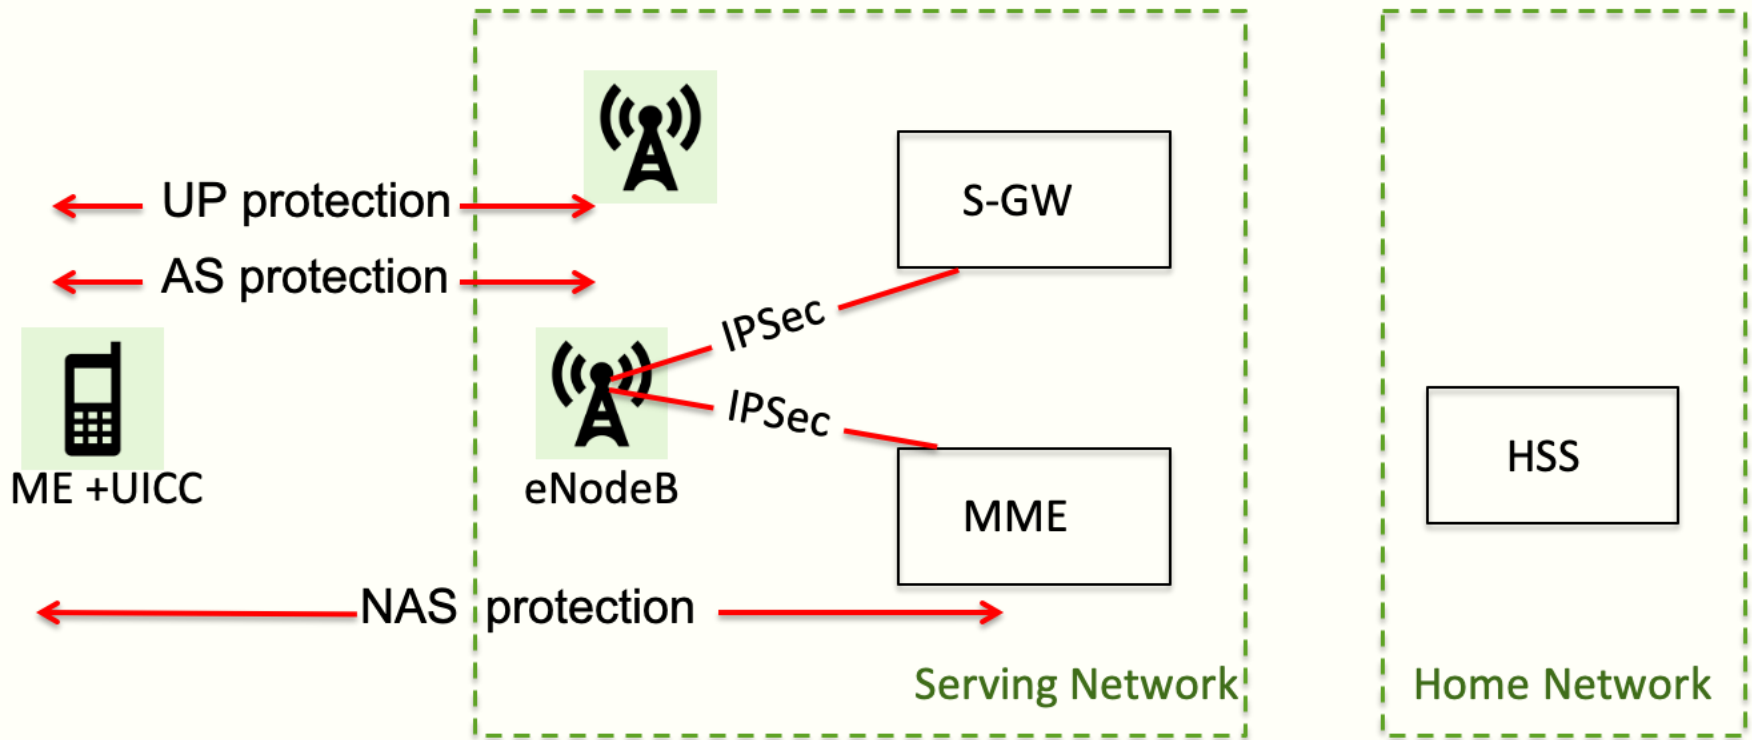 UP protection
S-GW
AS protection
IPSec
IPSec
ME +UICC
eNodeB
MME
HSS
NAS protection
Serving Network
Home Network